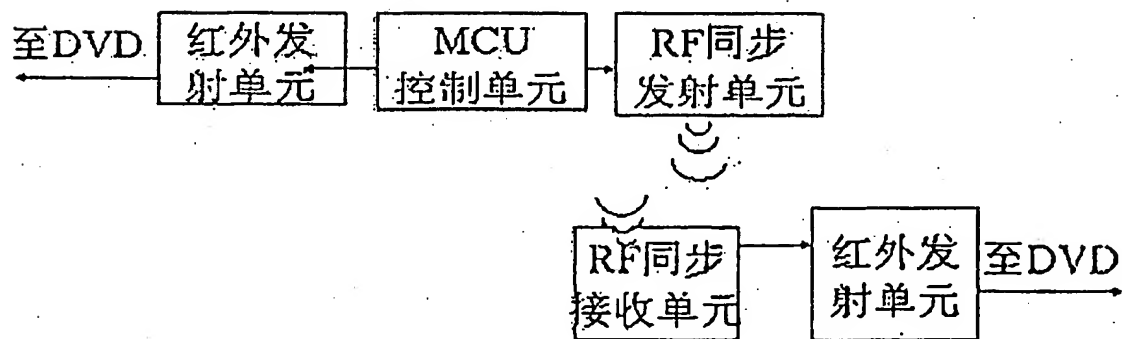 至DVD
红外发
射单元
MCU
控制单元
RF同步
发射单元
RF同步
接收单元
红外发
射单元
至DVD